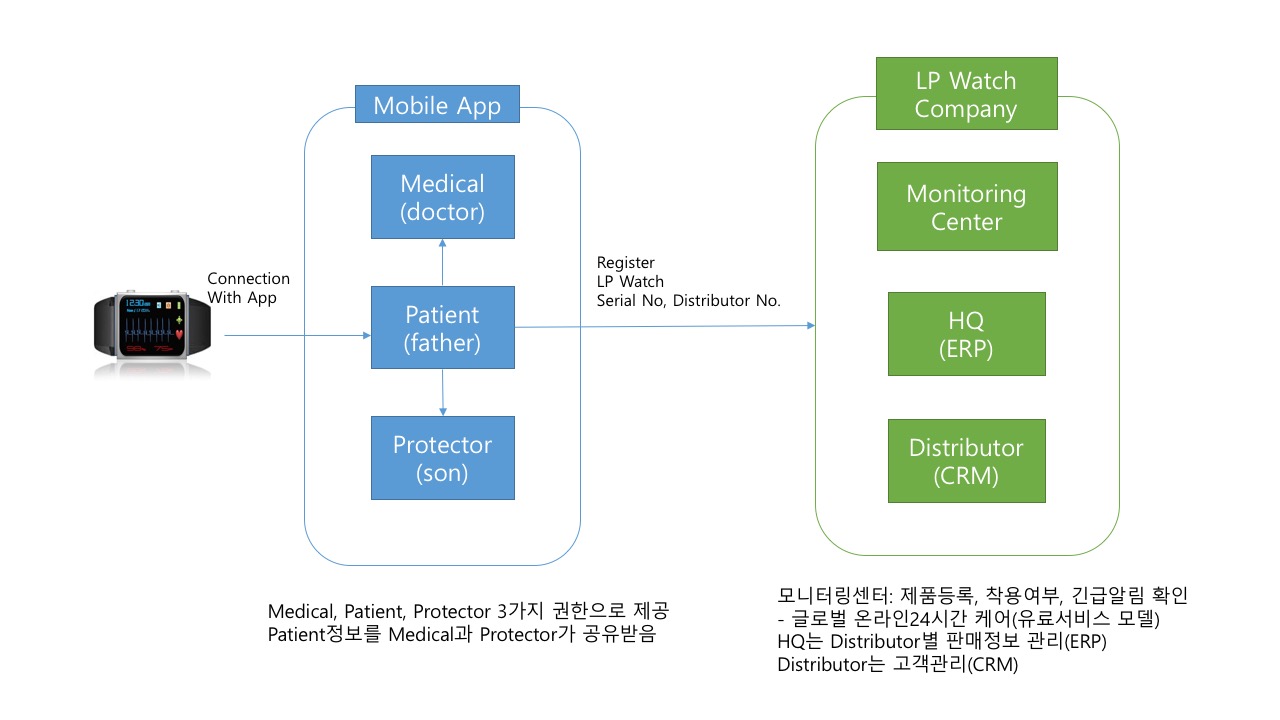 Mobile App
Medical
(doctor)
Patient
(father)
Protector
(son)
Connection
With App
12:30
Register
LP Watch
Serial No, Distributor No.
LP Watch
Company
Monitoring
Center
HQ
(ERP)
Distributor
(CRM)
Medical, Patient, Protector 3가지 권한으로 제공
Patient정보를 Medical과 Protector가 공유받음
모니터링센터: 제품등록, 착용여부, 긴급알림 확인
- 글로벌 온라인24시간 케어(유료서비스 모델)
HQ는 Distributor별 판매정보 관리(ERP)
Distributor는 고객관리(CRM)